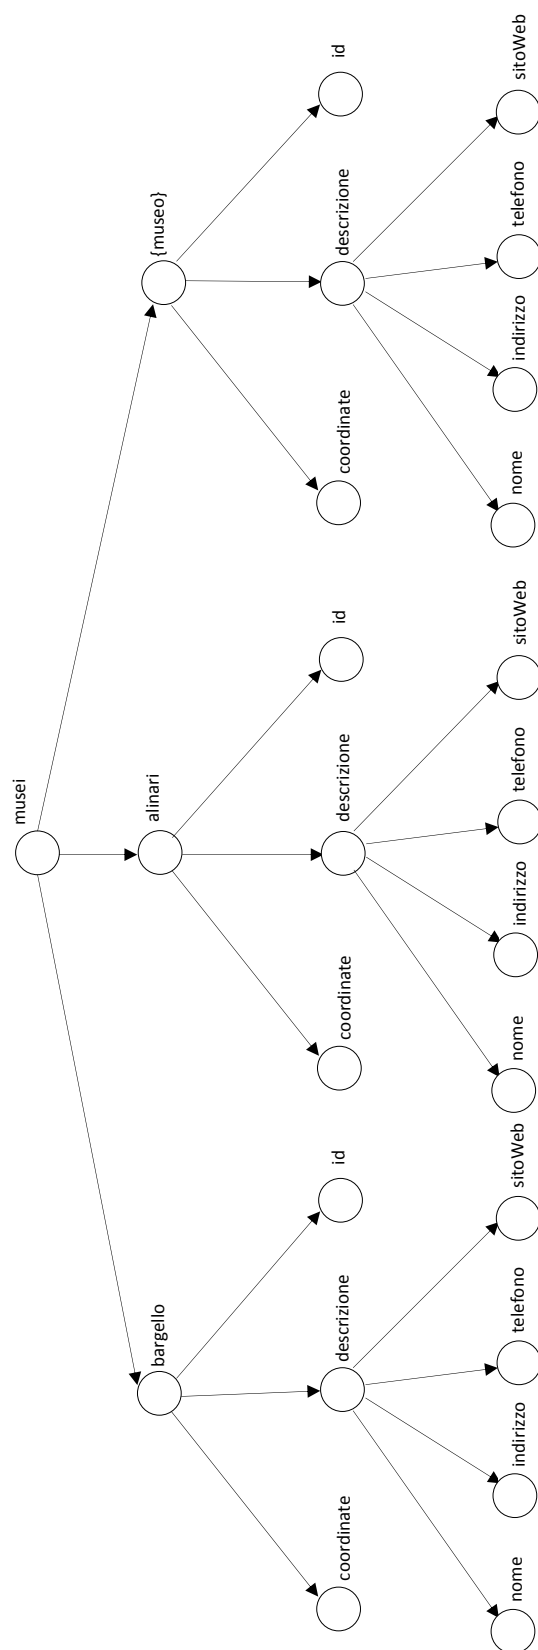 musei
bargello
alinari
{museo}
coordinate
descrizione
id
coordinate
descrizione
id
coordinate
descrizione
id
nome
indirizzo
telefono
sitoWeb
nome
indirizzo
telefono
sitoWeb
nome
indirizzo
telefono
sitoWeb